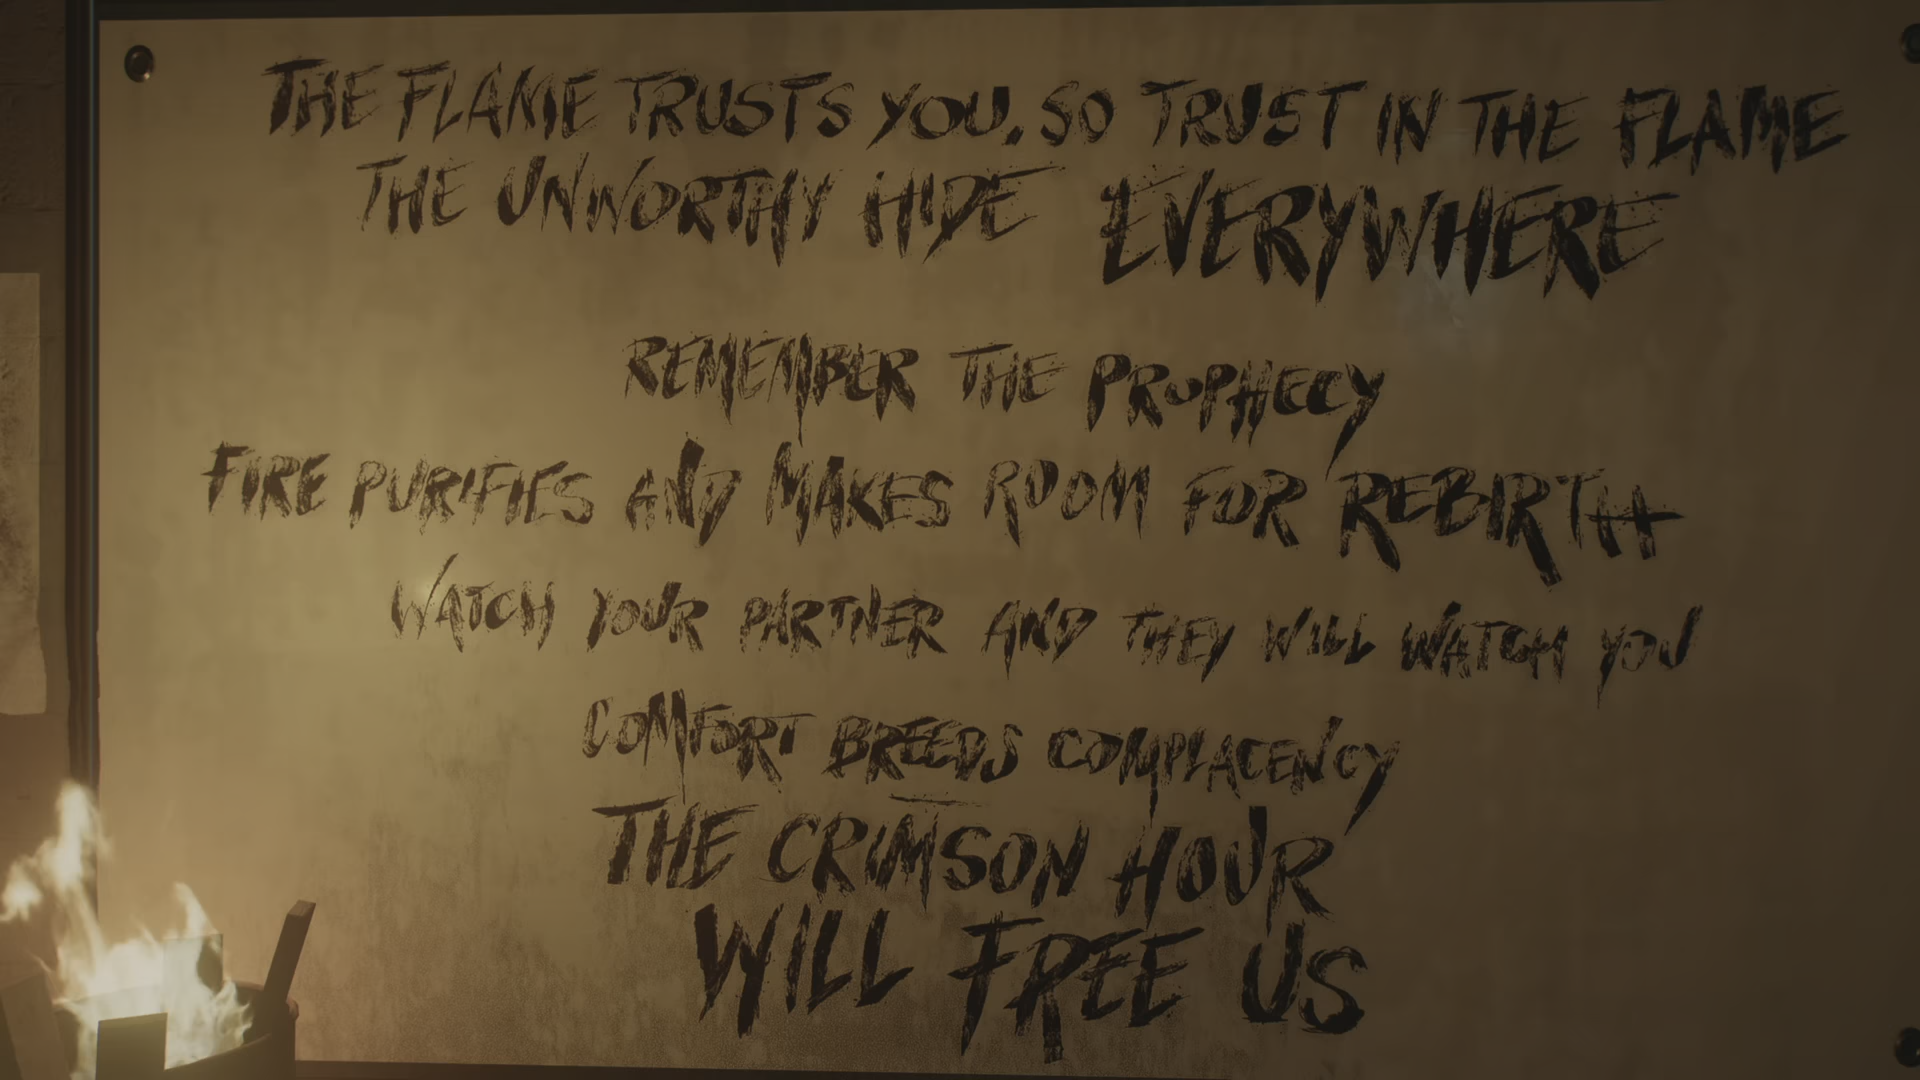 THE FLAME TRUSTS YOU. SO TRUST IN THE FLAME
THE UNWORTHY HIDE EVERYWHERE
REMEMBER THE PROPHECY
FIRE PURIFIES AND MAKES ROOM FOR REBIRTH
WATCH YOUR PARTNER AND THEY WILL WATCH YOU
COMFORT BREEDS COMPLACENCY
THE CRIMSON HOUR
WILL FREE US